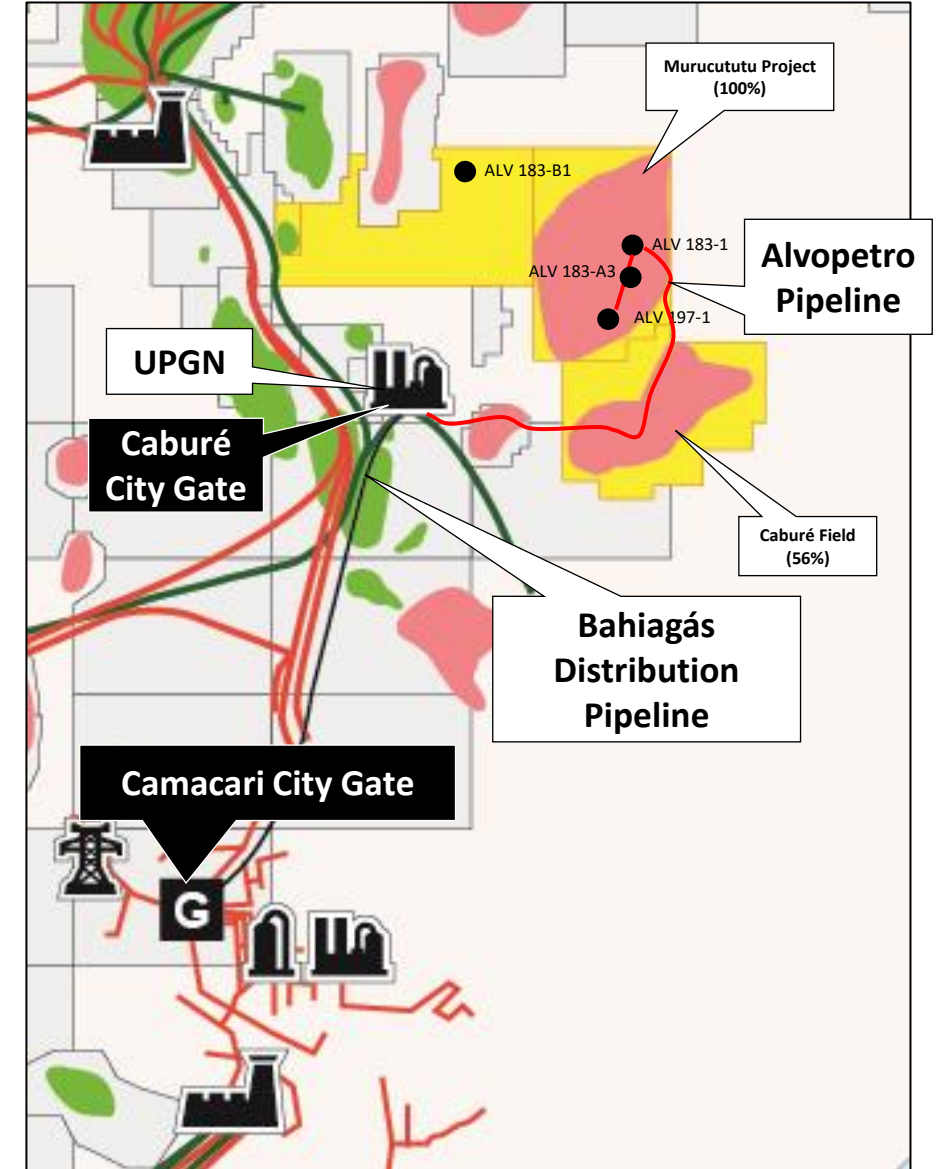 Murucututu Project
(100%)
ALV 183-B1
ALV 183-1
ALV 183-A3
ALV 197-1
Alvopetro
Pipeline
UPGN
Caburé
City Gate
Caburé Field
(56%)
Bahiagás
Distribution
Pipeline
Camacari City Gate
G